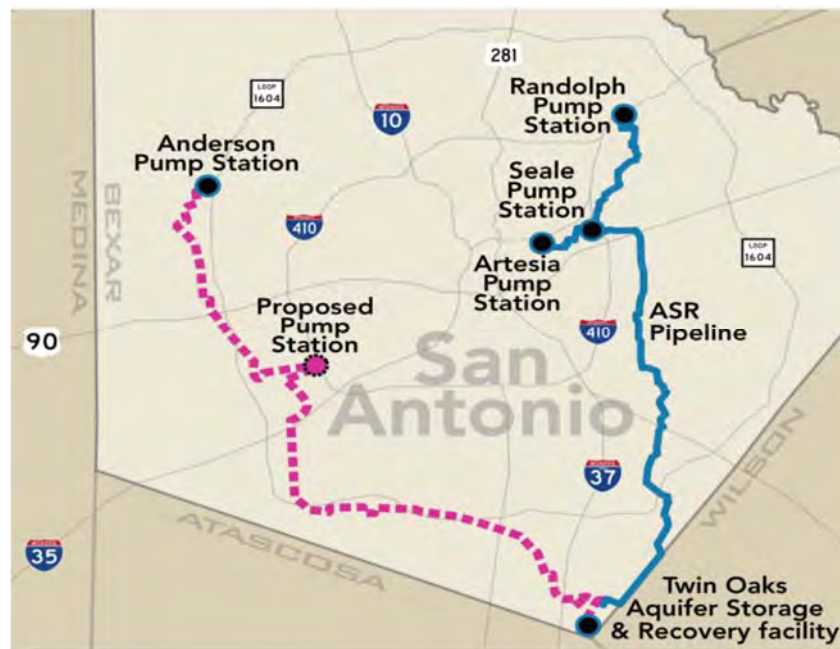 281
LOOP
1604
10
Randolph
Pump
Station
Anderson
Pump Station
Seale
Pump
Station
MEDINA
BEXAR
410
LOOP
1604
Artesia
Pump
Station
Proposed
Pump
Station
ASR
Pipeline
410
90
San
Antonio
37
WILSON
35
ATASCOSA
Twin Oaks
Aquifer Storage
& Recovery facility